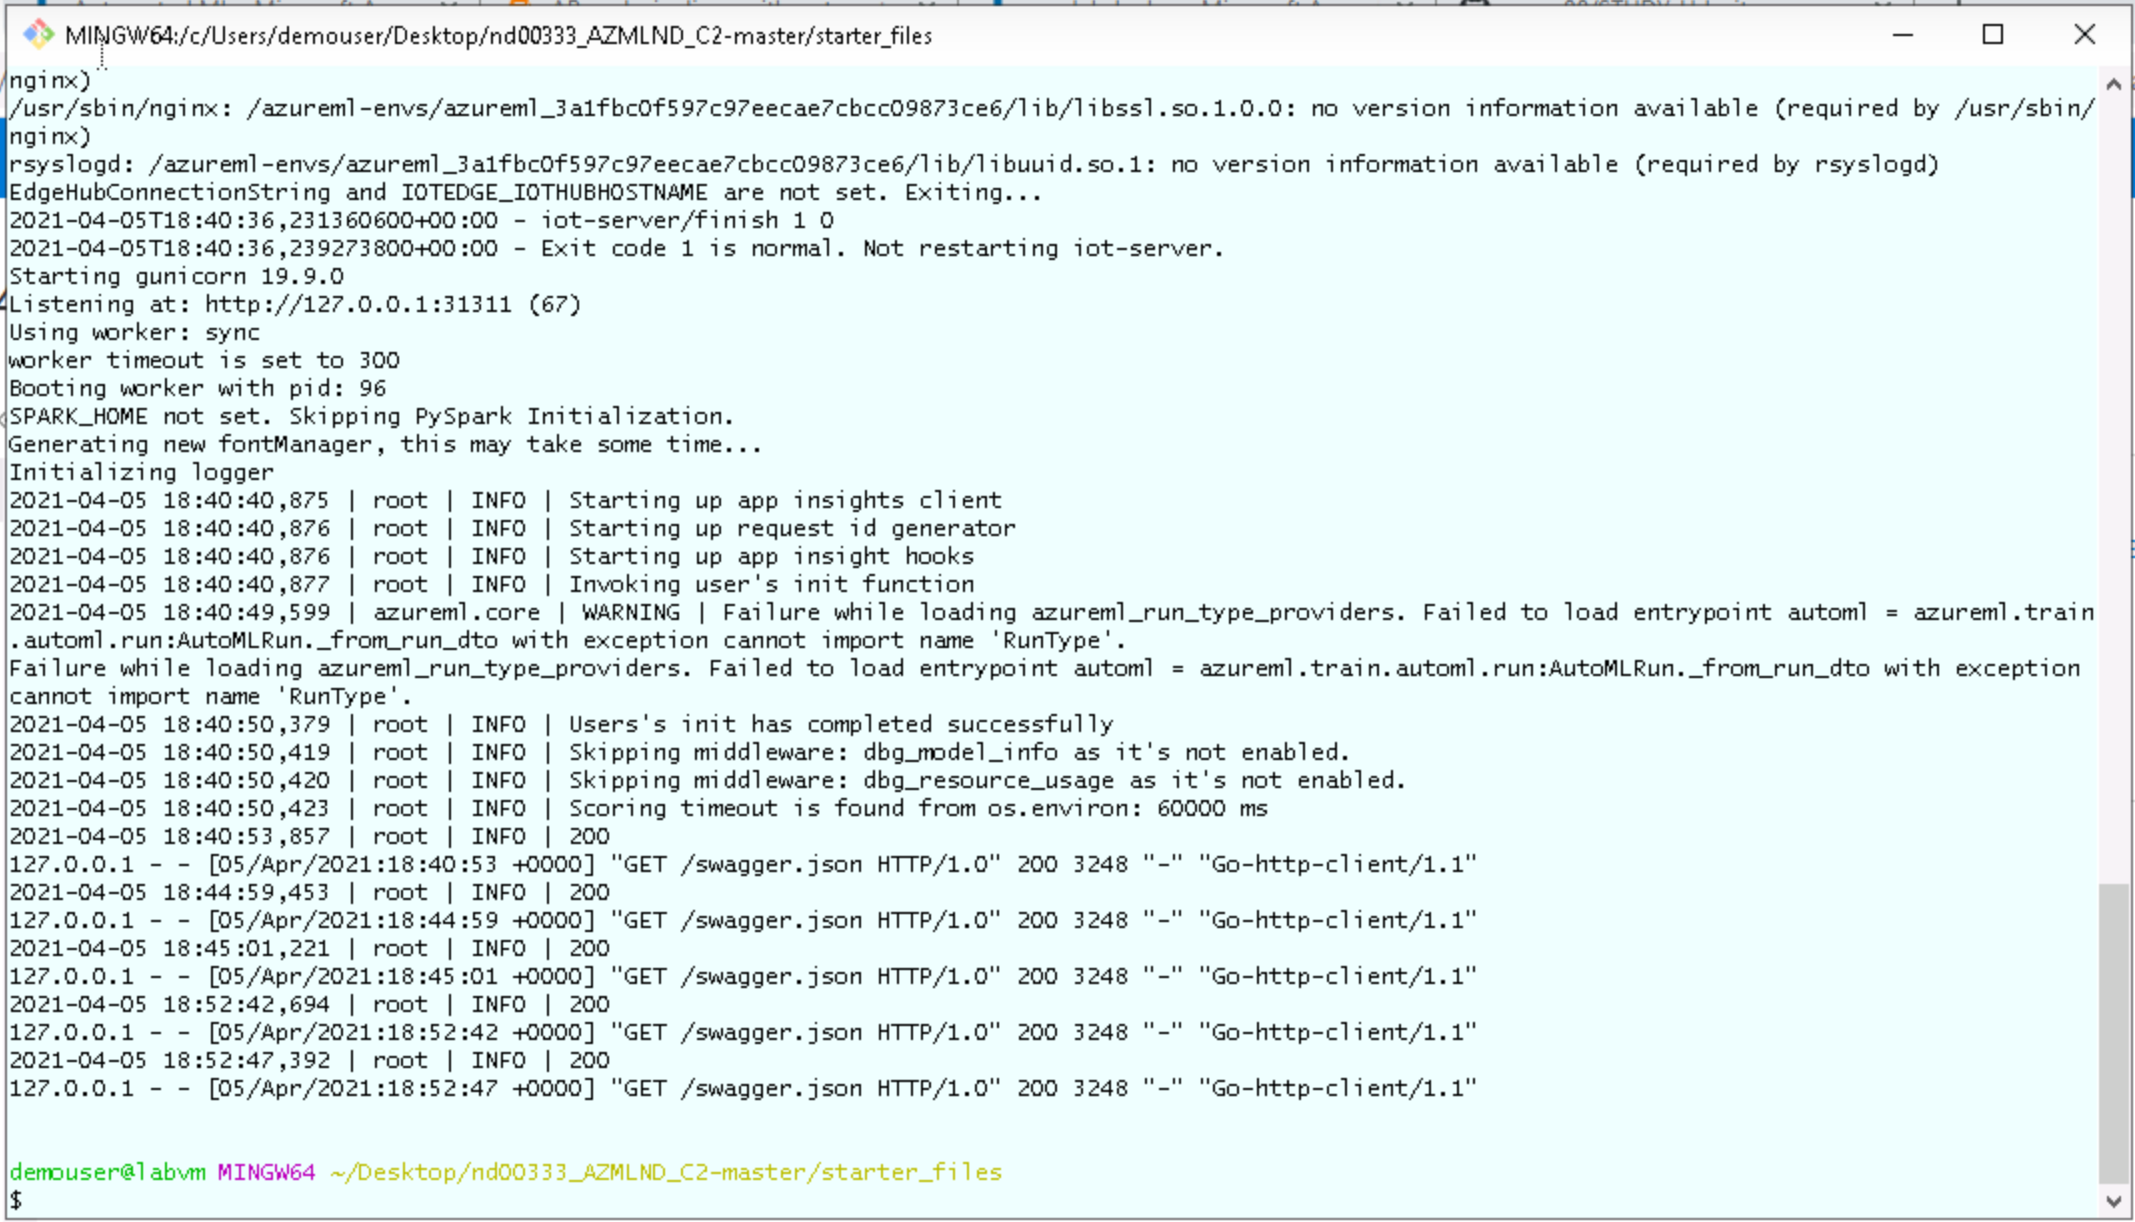 MINGW64:/c/Users/demouser/Desktop/nd00333_AZMLND_C2-master/starter_files
nginx)
/usr/sbin/nginx: /azureml-envs/azureml_3a1fbc0f597c97eecae7cbcc09873ce6/lib/libssl.so.1.0.0: no version information available (required by /usr/sbin/
nginx)
rsyslogd: /azureml-envs/azureml_3a1fbc0f597c97eecae7cbcc09873ce6/lib/libuuid.so.1: no version information available (required by rsyslogd)
EdgeHubConnectionString and IOTEDGE_IOTHUBHOSTNAME are not set. Exiting...
2021-04-05T18:40:36,231360600+00:00 - iot-server/finish 1 0
2021-04-05T18:40:36,239273800+00:00 - Exit code 1 is normal. Not restarting iot-server.
Starting gunicorn 19.9.0
Listening at: http://127.0.0.1:31311 (67)
Using worker: sync
worker timeout is set to 300
Booting worker with pid: 96
SPARK_HOME not set. Skipping PySpark Initialization.
Generating new fontManager, this may take some time...
Initializing logger
2021-04-05 18:40:40,875 | root | INFO | Starting up app insights client
2021-04-05 18:40:40,876 | root | INFO | Starting up request id generator
2021-04-05 18:40:40,876 | root | INFO | Starting up app insight hooks
2021-04-05 18:40:40,877 | root | INFO | Invoking user's init function
2021-04-05 18:40:49,599 | azureml.core | WARNING | Failure while loading azureml_run_type_providers. Failed to load entrypoint automl = azureml.train
.automl.run:AutoMLRun._from_run_dto with exception cannot import name 'RunType'.
Failure while loading azureml_run_type_providers. Failed to load entrypoint automl = azureml.train.automl.run:AutoMLRun._from_run_dto with exception
cannot import name 'RunType'.
2021-04-05 18:40:50,379 | root | INFO | Users's init has completed successfully
2021-04-05 18:40:50,419 | root | INFO | Skipping middleware: dbg_model_info as it's not enabled.
2021-04-05 18:40:50,420 | root | INFO | Skipping middleware: dbg_resource_usage as it's not enabled.
2021-04-05 18:40:50,423 | root | INFO | Scoring timeout is found from os.environ: 60000 ms
2021-04-05 18:40:53,857 | root | INFO | 200
127.0.0.1 - - [05/Apr/2021:18:40:53 +0000] "GET /swagger.json HTTP/1.0" 200 3248 "-" "Go-http-client/1.1"
2021-04-05 18:44:59,453 | root | INFO | 200
127.0.0.1 - - [05/Apr/2021:18:44:59 +0000] "GET /swagger.json HTTP/1.0" 200 3248 "-" "Go-http-client/1.1"
2021-04-05 18:45:01,221 | root | INFO | 200
127.0.0.1 - - [05/Apr/2021:18:45:01 +0000] "GET /swagger.json HTTP/1.0" 200 3248 "-" "Go-http-client/1.1"
2021-04-05 18:52:42,694 | root | INFO | 200
127.0.0.1 - - [05/Apr/2021:18:52:42 +0000] "GET /swagger.json HTTP/1.0" 200 3248 "-" "Go-http-client/1.1"
2021-04-05 18:52:47,392 | root | INFO | 200
127.0.0.1 - - [05/Apr/2021:18:52:47 +0000] "GET /swagger.json HTTP/1.0" 200 3248 "-" "Go-http-client/1.1"
demouser@labvm MINGW64 ~/Desktop/nd00333_AZMLND_C2-master/starter_files
$